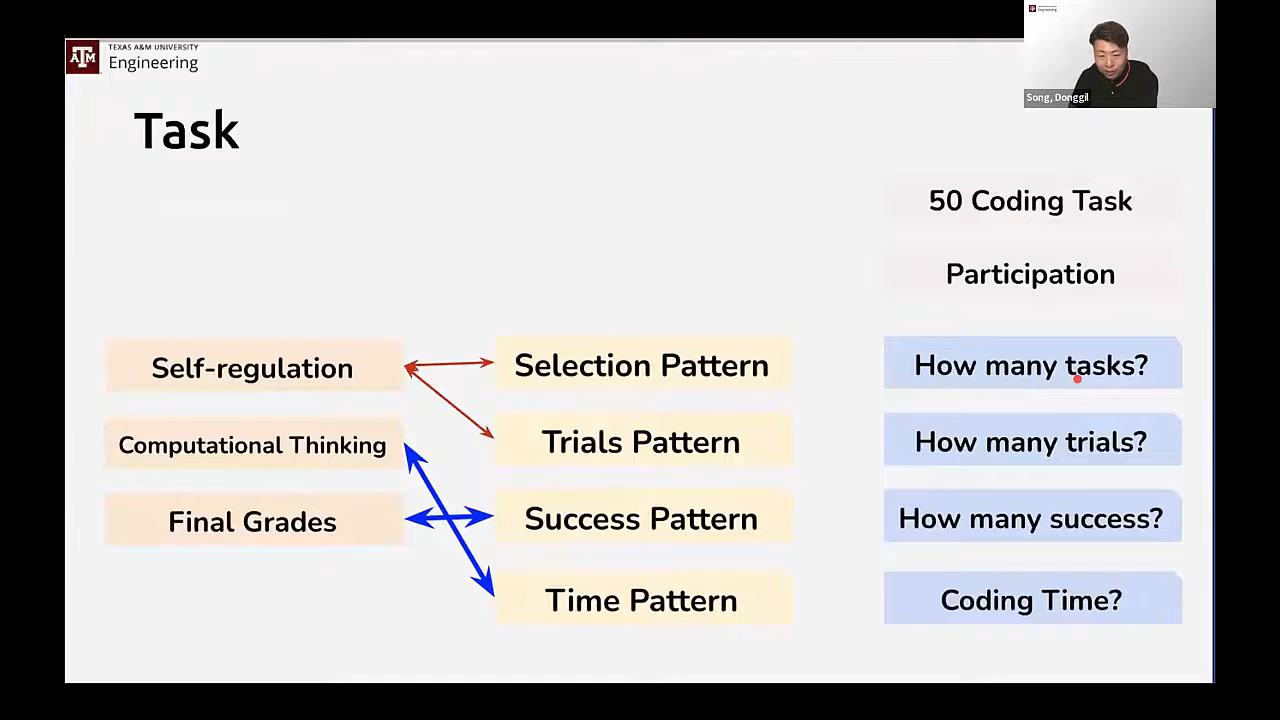 TEXAS A&M UNIVERSITY
Engineering
Song, Donggil
Task
50 Coding Task
Participation
Self-regulation
Selection Pattern
How many tasks?
Computational Thinking
Trials Pattern
How many trials?
Final Grades
Success Pattern
How many success?
Time Pattern
Coding Time?